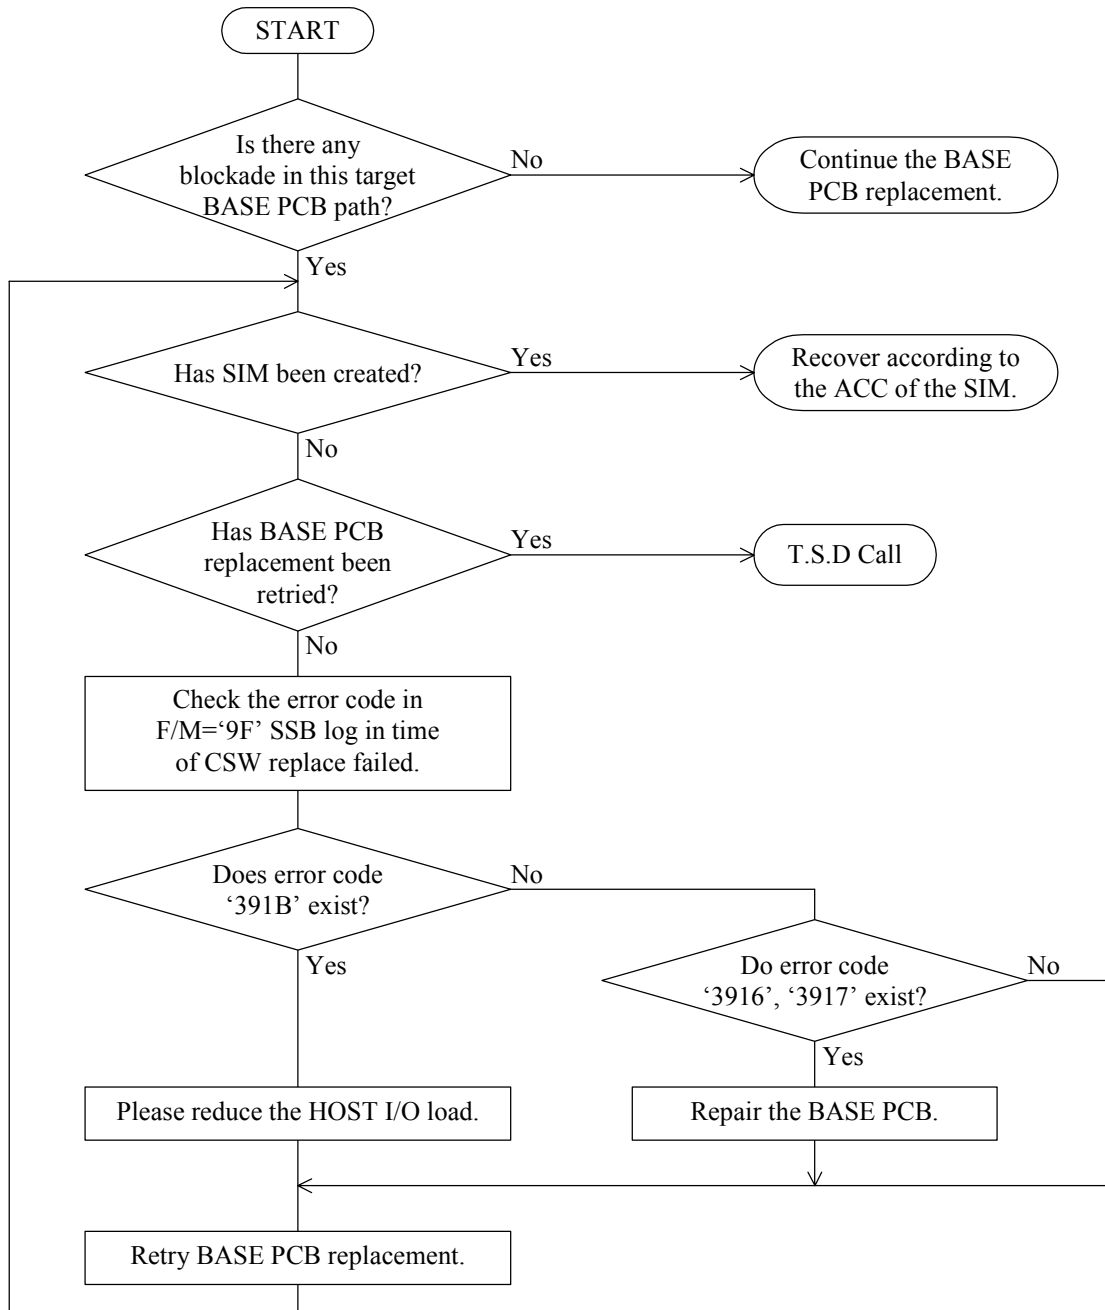 START
Is there any
blockade in this target
BASE PCB path?
No
Continue the BASE
PCB replacement.
Yes
Has SIM been created?
Yes
Recover according to
the ACC of the SIM.
No
Has BASE PCB
replacement been
retried?
Yes
T.S.D Call
No
Check the error code in
F/M=‘9F’ SSB log in time
of CSW replace failed.
Does error code
‘391B’ exist?
No
Yes
Do error code
‘3916’, ‘3917’ exist?
No
Yes
Please reduce the HOST I/O load.
Repair the BASE PCB.
Retry BASE PCB replacement.